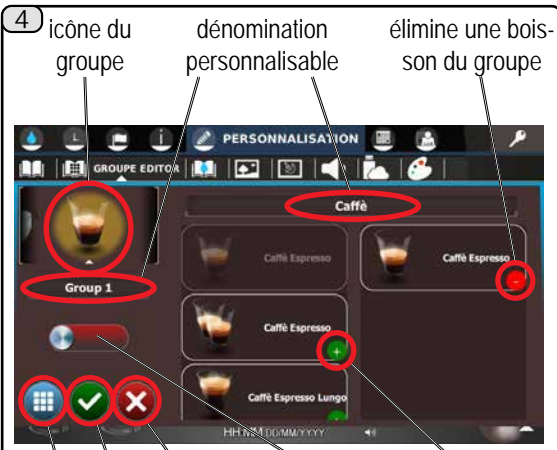 4
icône du
groupe
dénomination
personnalisable
élimine une bois-
son du groupe
PERSONNALISATION
GROUPE EDITOR
Caffè
Caffè Espresso
Caffè Espresso
Group 1
Caffè Espresso
Caffè Espresso Lungo
HH:MM DD/MM/YYYY